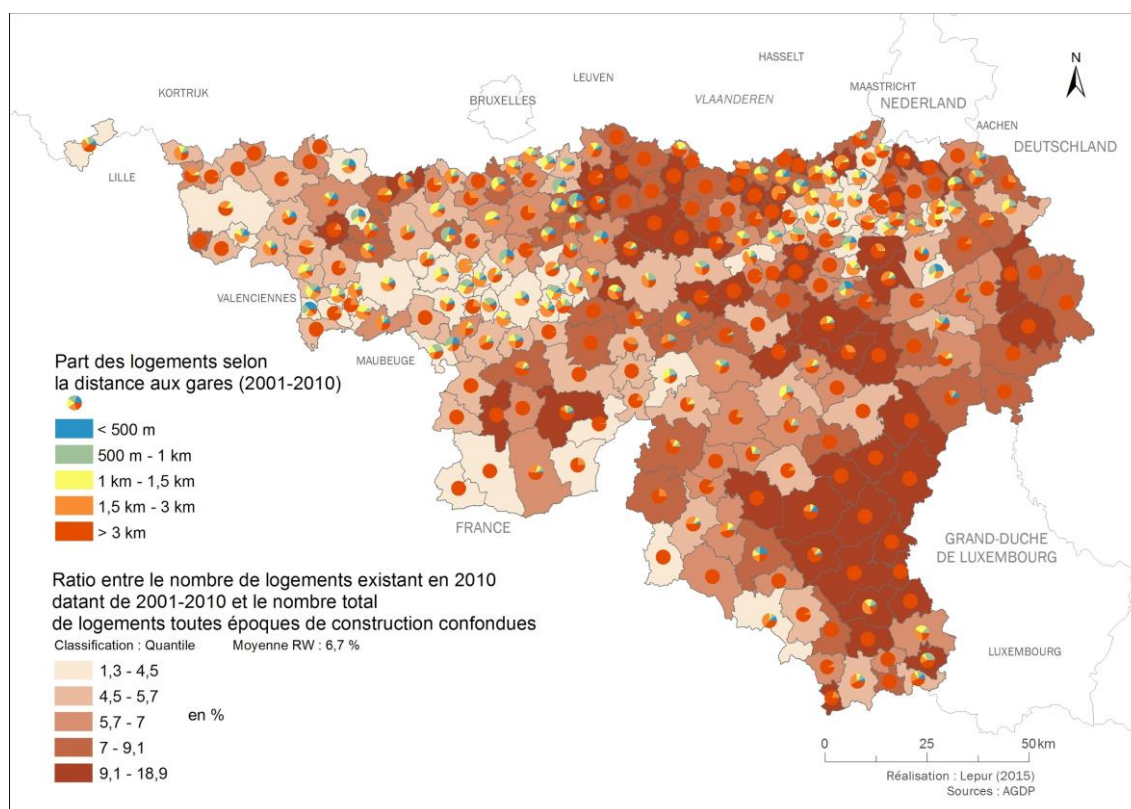 HASSELT
LEUVEN
KORTRIJK
BRUXELLES
VLAANDEREN
MAASTRICHT
NEDERLAND
N
AACHEN
DEUTSCHLAND
LILLE
VALENCIENNES
MAUBEUGE
FRANCE
GRAND-DUCHE
DE LUXEMBOURG
LUXEMBOURG
Part des logements selon
la distance aux gares (2001-2010)
< 500 m
500 m - 1 km
1 km - 1,5 km
1,5 km - 3 km
> 3 km
Ratio entre le nombre de logements existant en 2010
datant de 2001-2010 et le nombre total
de logements toutes époques de construction confondues
Classification : Quantile Moyenne RW : 6,7 %
1,3 - 4,5
4,5 - 5,7
5,7 - 7
7 - 9,1
9,1 - 18,9
en %
0 25 50 km
Réalisation : Lepur (2015)
Sources : AGDP